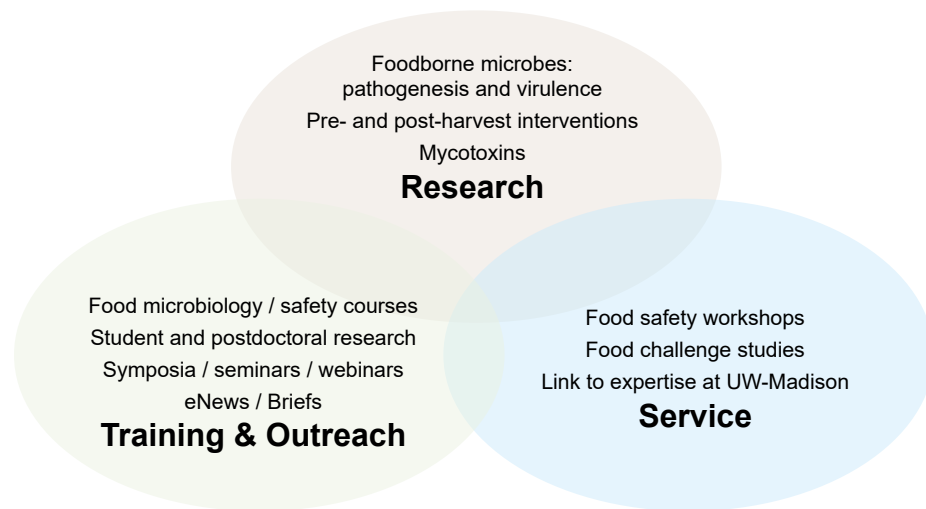 Foodborne microbes:
pathogenesis and virulence
Pre- and post-harvest interventions
Mycotoxins
Research
Food microbiology / safety courses
Student and postdoctoral research
Symposia / seminars / webinars
eNews / Briefs
Training & Outreach
Food safety workshops
Food challenge studies
Link to expertise at UW-Madison
Service